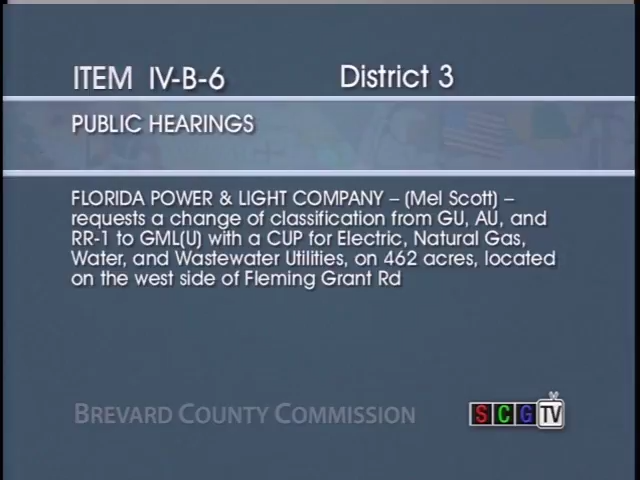 ITEM IV-B-6 District 3
PUBLIC HEARINGS
FLORIDA POWER & LIGHT COMPANY – (Mel Scott) –
requests a change of classification from GU, AU, and
RR-1 to GML(U) with a CUP for Electric, Natural Gas,
Water, and Wastewater Utilities, on 462 acres, located
on the west side of Fleming Grant Rd
BREVARD COUNTY COMMISSION
SCG TV